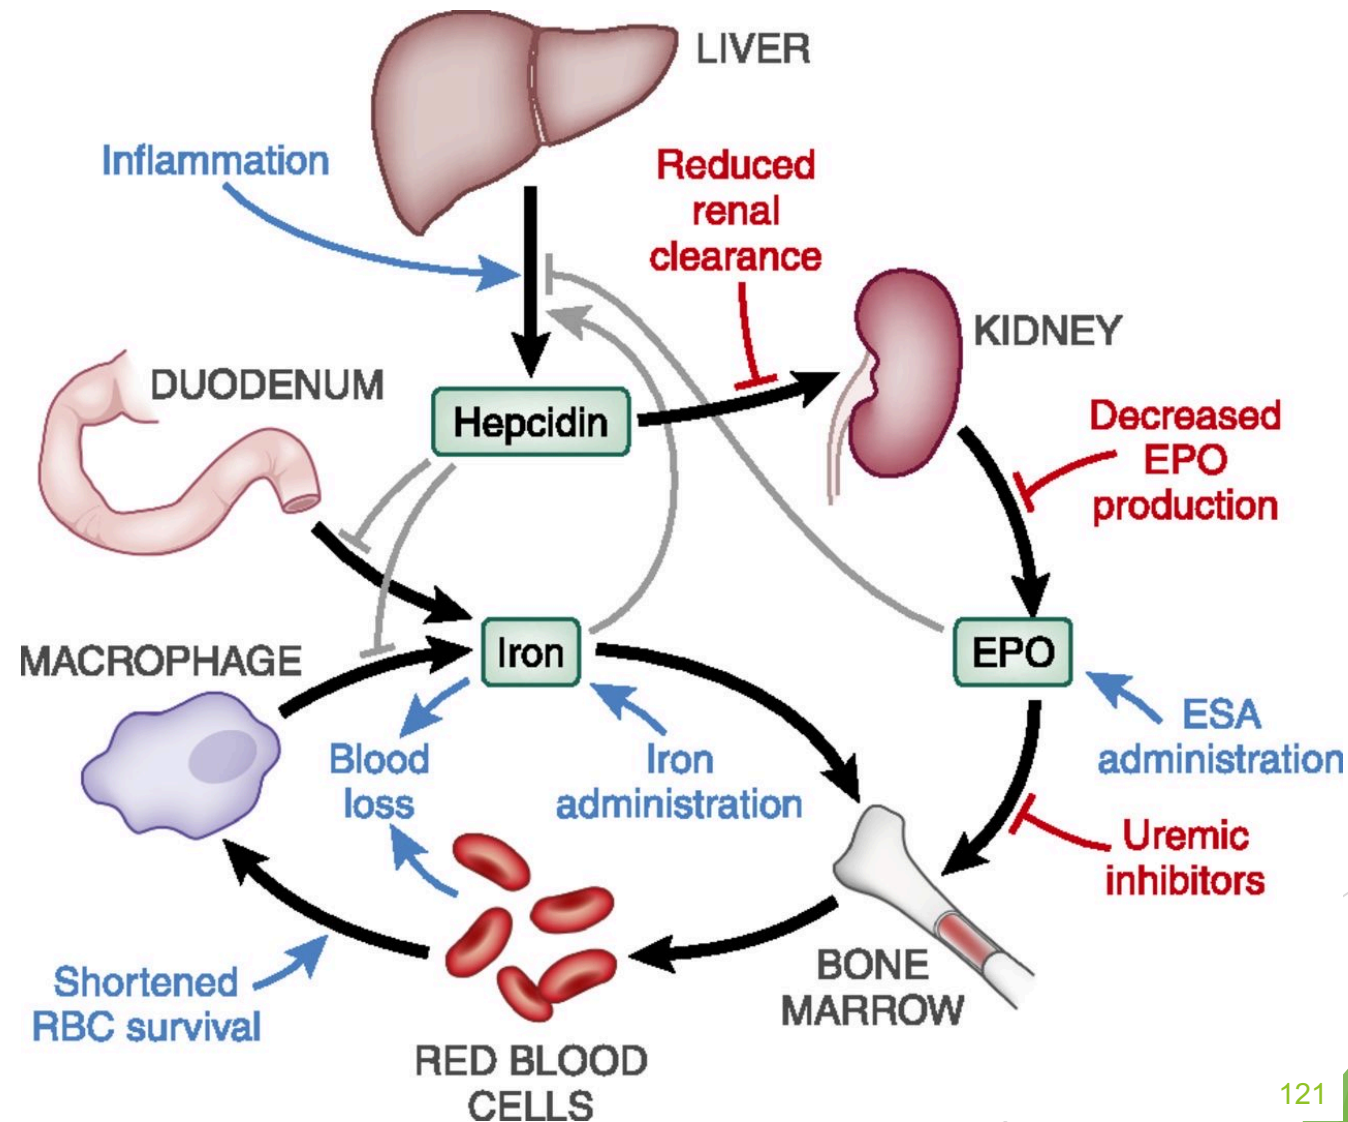 LIVER
Inflammation
Reduced
renal
clearance
KIDNEY
DUODENUM
Hepcidin
Decreased
EPO
production
MACROPHAGE
Iron
EPO
Blood
loss
Iron
administration
ESA
administration
Uremic
inhibitors
Shortened
RBC survival
BONE
MARROW
RED BLOOD
CELLS
121